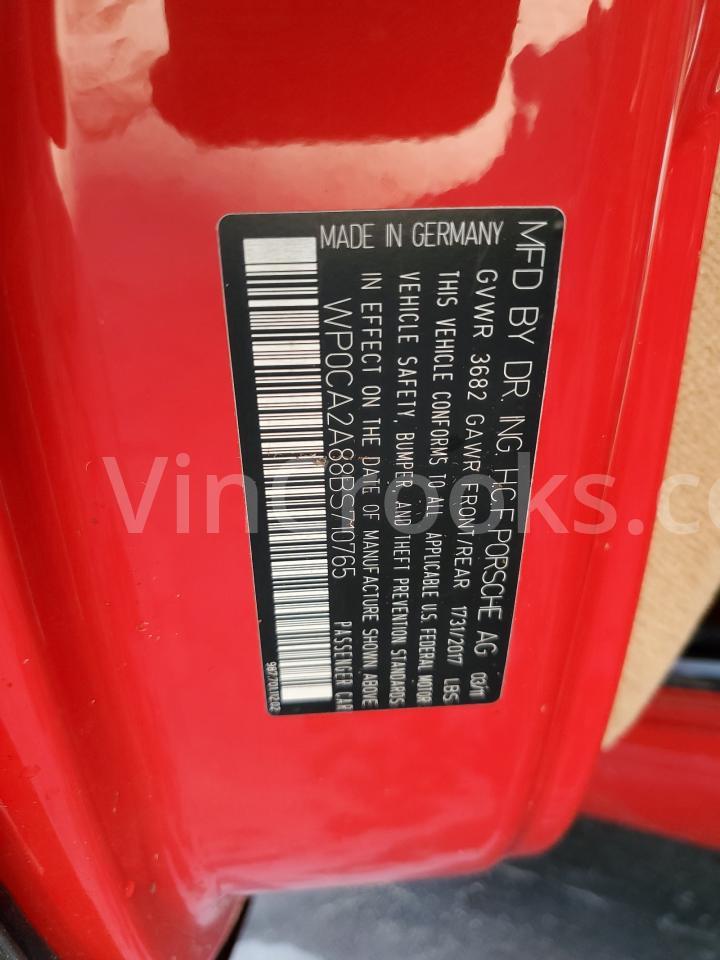 MFD BY DR. ING. H.C.F. PORSCHE AG 03/11
GVWR 3682 GAWR FRONT/REAR 1731/2017 LBS
THIS VEHICLE CONFORMS TO ALL APPLICABLE U.S. FEDERAL MOTOR
VEHICLE SAFETY, BUMPER AND THEFT PREVENTION STANDARDS
IN EFFECT ON THE DATE OF MANUFACTURE SHOWN ABOVE
WP0CA2A88BS710765 PASSENGER CAR
MADE IN GERMANY
VinCrooks.co